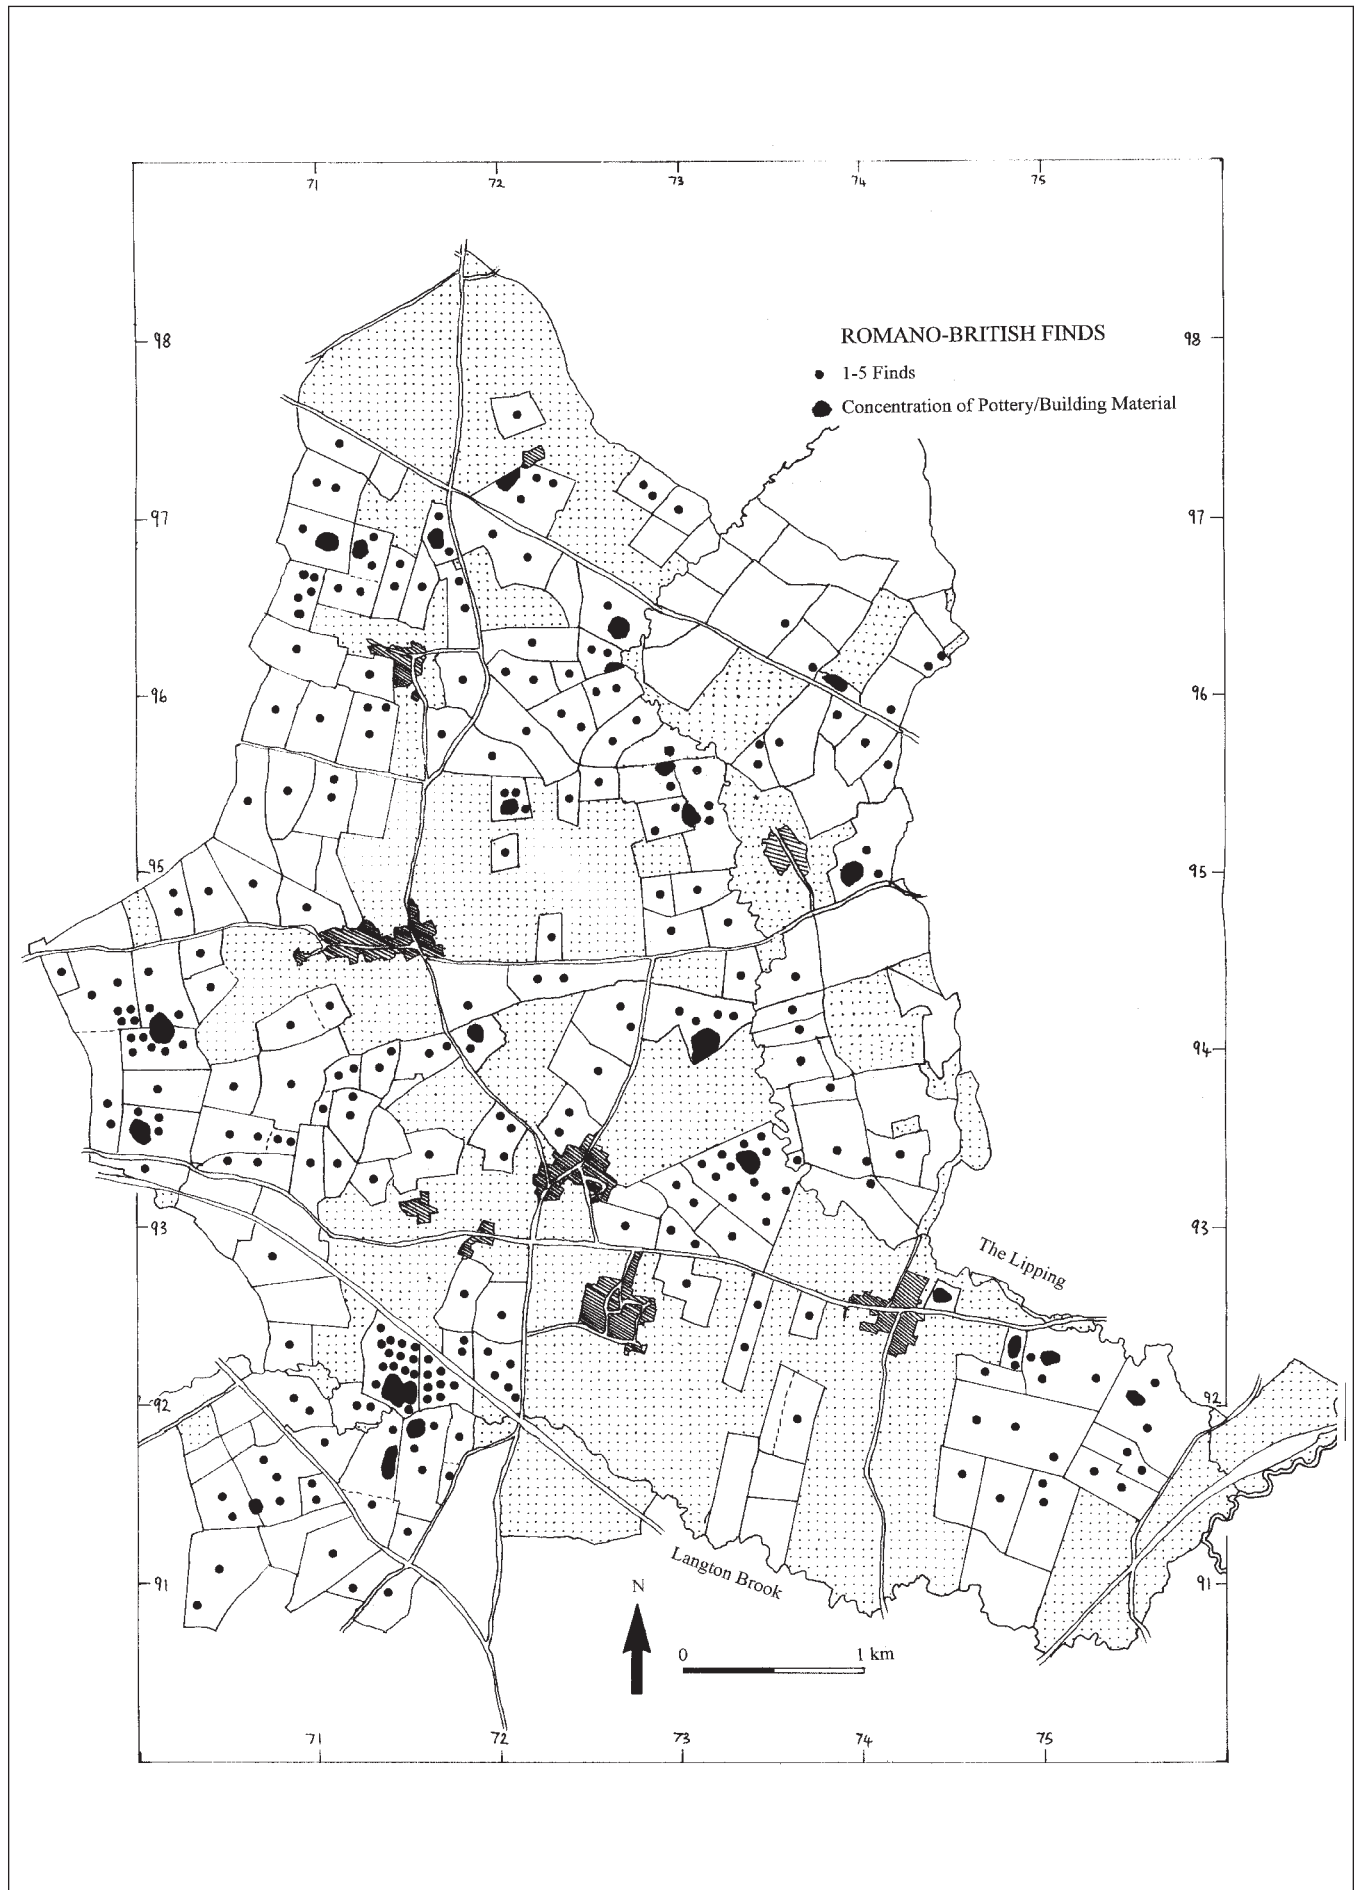 71 72 73 74 75
98 98
ROMANO-BRITISH FINDS
1-5 Finds
Concentration of Pottery/Building Material
97 97
96 96
95 95
94
93 93
The Lipping
92 92
91 91
Langton Brook
N
0 1 km
71 72 73 74 75